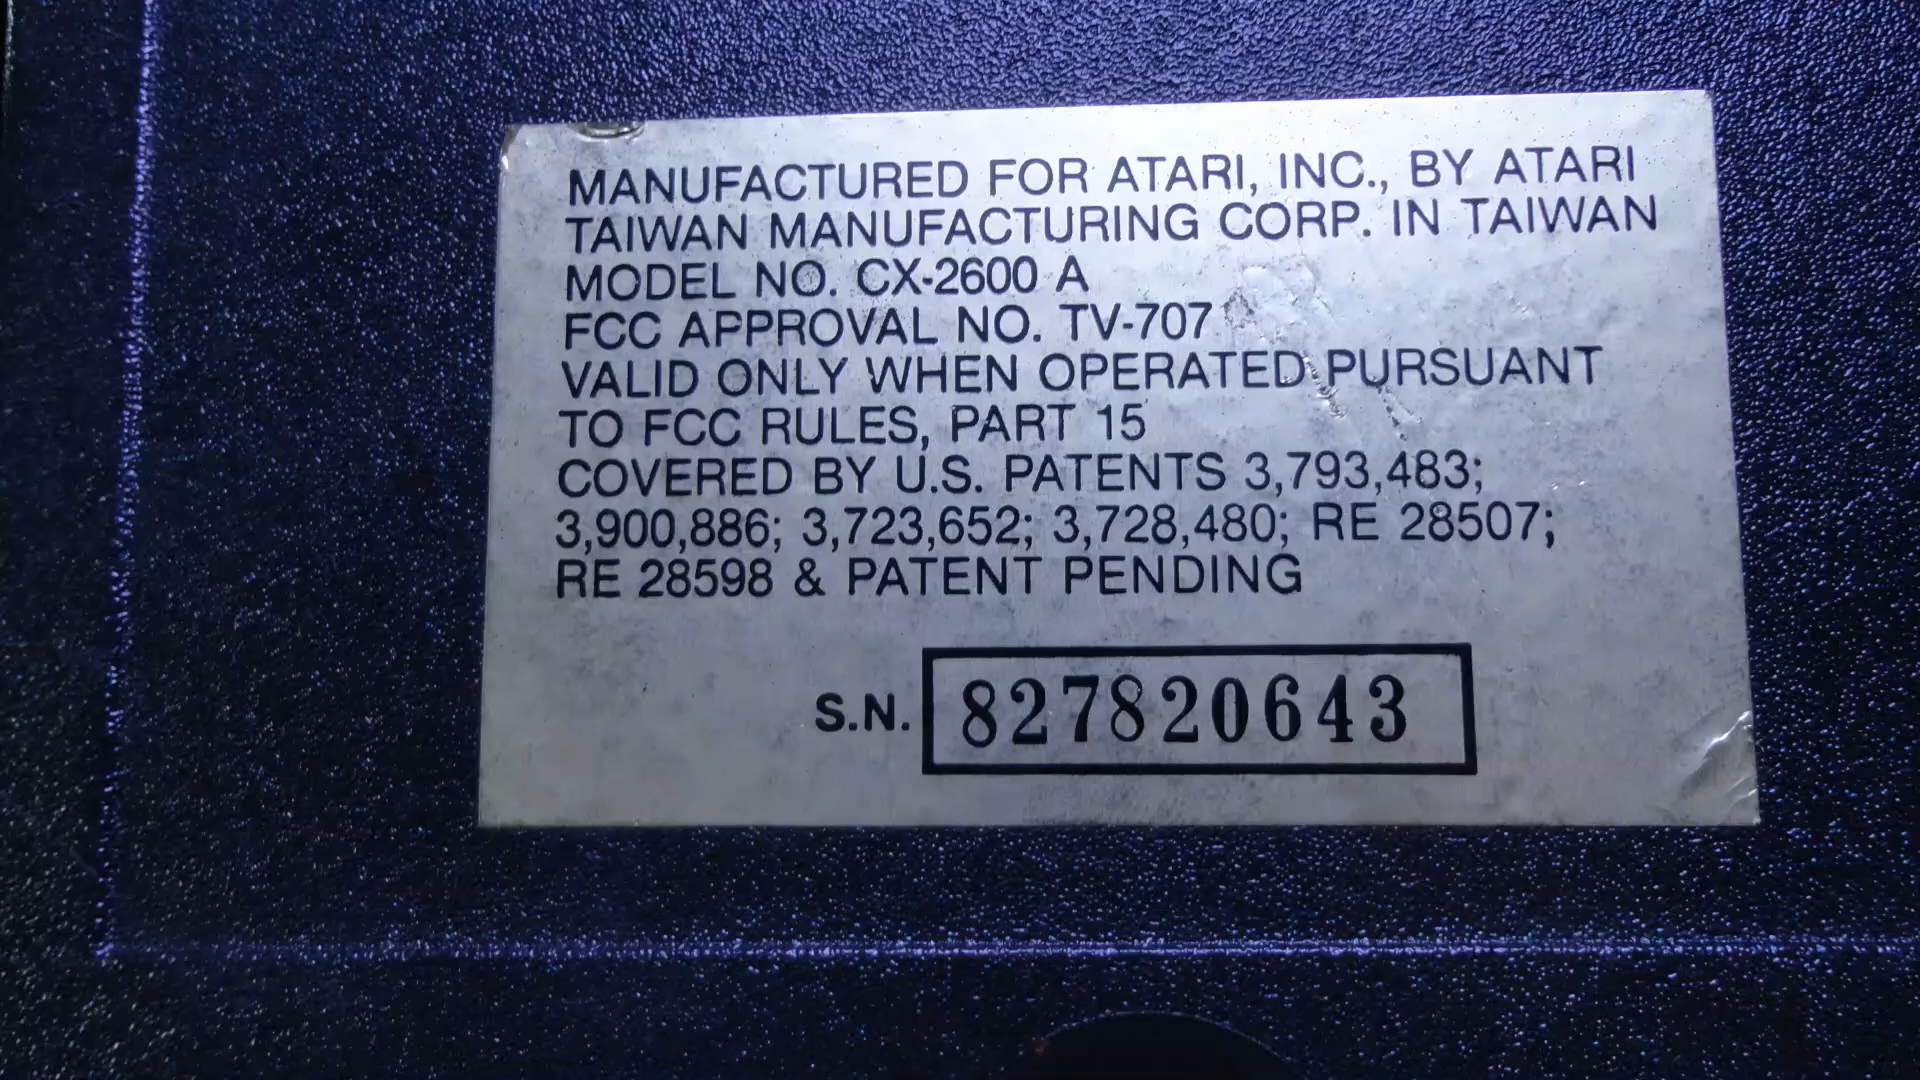 MANUFACTURED FOR ATARI, INC., BY ATARI
TAIWAN MANUFACTURING CORP. IN TAIWAN
MODEL NO. CX-2600 A
FCC APPROVAL NO. TV-707
VALID ONLY WHEN OPERATED PURSUANT
TO FCC RULES, PART 15
COVERED BY U.S. PATENTS 3,793,483;
3,900,886; 3,723,652; 3,728,480; RE 28507;
RE 28598 & PATENT PENDING
S.N. 827820643